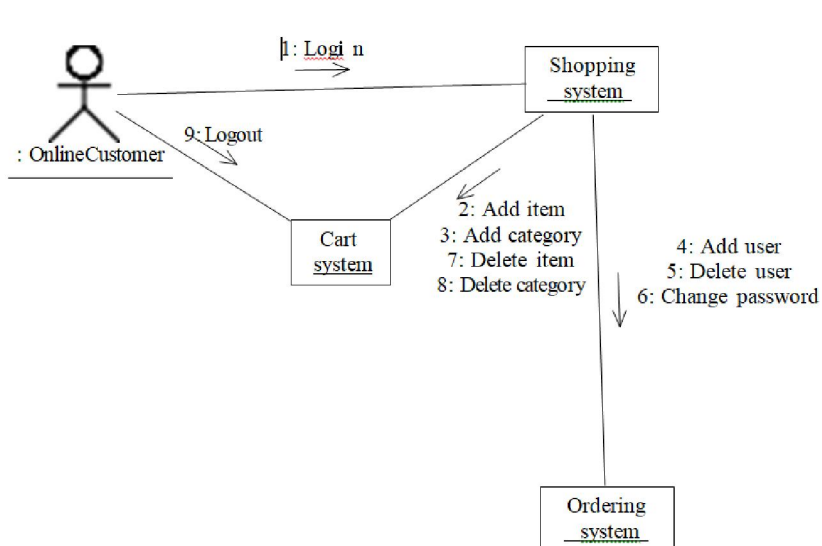 1: Logi n
Shopping
system
9: Logout
: OnlineCustomer
2: Add item
3: Add category
7: Delete item
8: Delete category
Cart
system
4: Add user
5: Delete user
6: Change password
Ordering
system